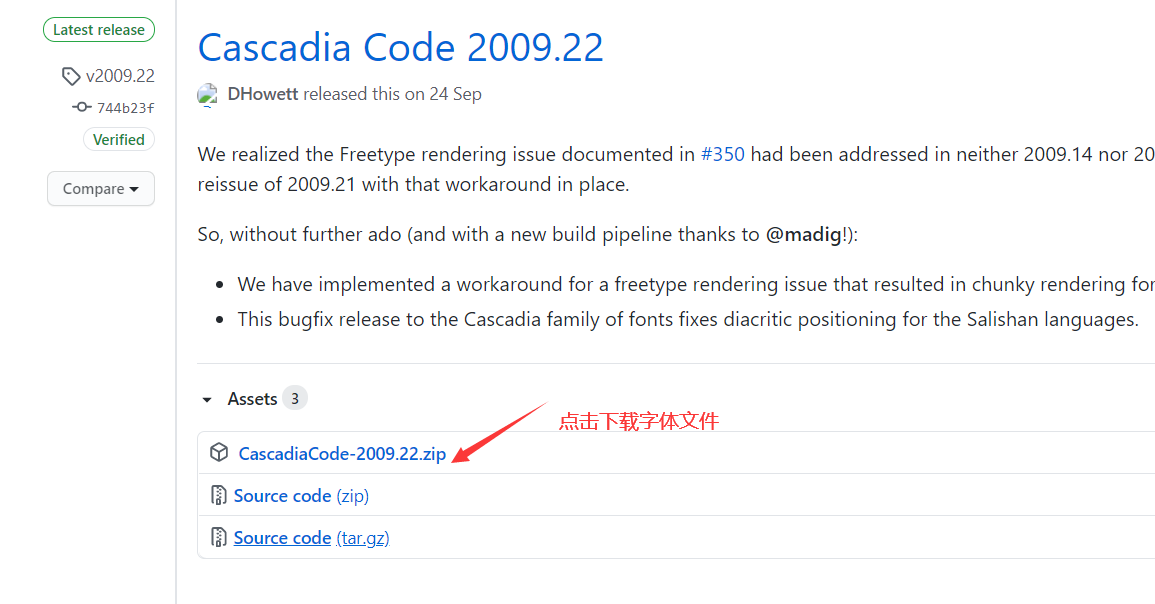 Latest release
v2009.22
744b23f
Verified
Compare
Cascadia Code 2009.22
DHowett released this on 24 Sep
We realized the Freetype rendering issue documented in #350 had been addressed in neither 2009.14 nor 20
reissue of 2009.21 with that workaround in place.
So, without further ado (and with a new build pipeline thanks to @madig!):
We have implemented a workaround for a freetype rendering issue that resulted in chunky rendering for
This bugfix release to the Cascadia family of fonts fixes diacritic positioning for the Salishan languages.
Assets 3
点击下载字体文件
CascadiaCode-2009.22.zip
Source code (zip)
Source code (tar.gz)